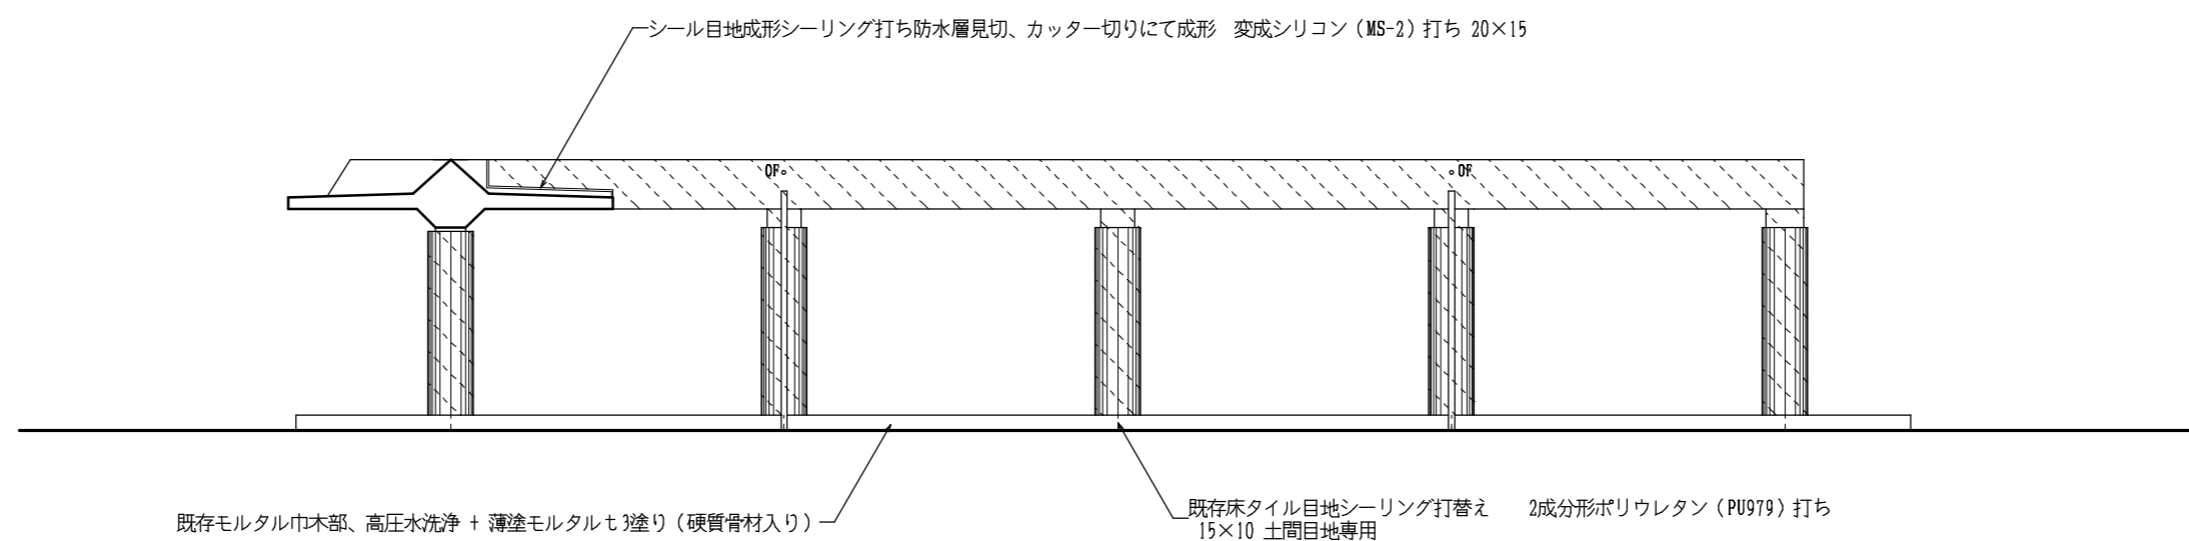 シール目地成形シーリング打ち防水層見切、カッター切りにて成形　変成シリコン（MS-2）打ち 20×15
OF
OF
既存モルタル巾木部、高圧水洗浄 + 薄塗モルタルｔ3塗り（硬質骨材入り）
既存床タイル目地シーリング打替え　　2成分形ポリウレタン（PU979）打ち
15×10 土間目地専用